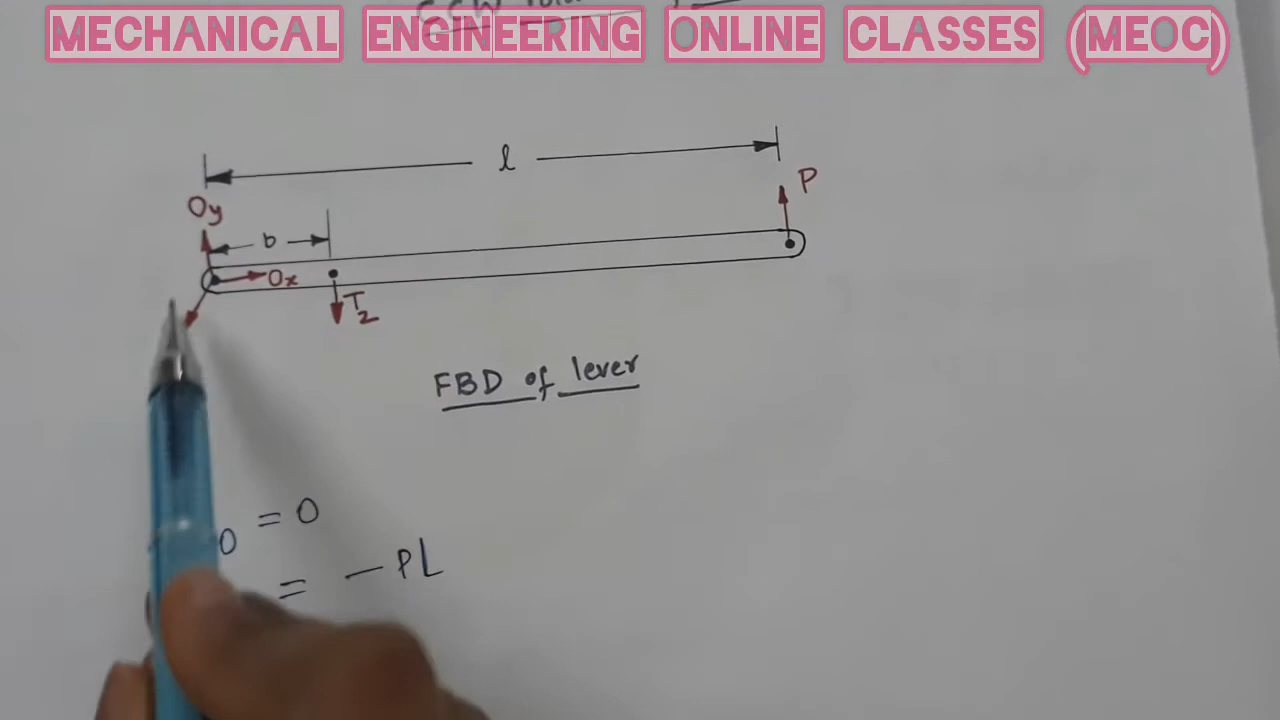 MECHANICAL ENGINEERING ONLINE CLASSES (MEOC)
l
P
Oy
b
Ox
T2
FBD of lever
0 = 0
= - PL